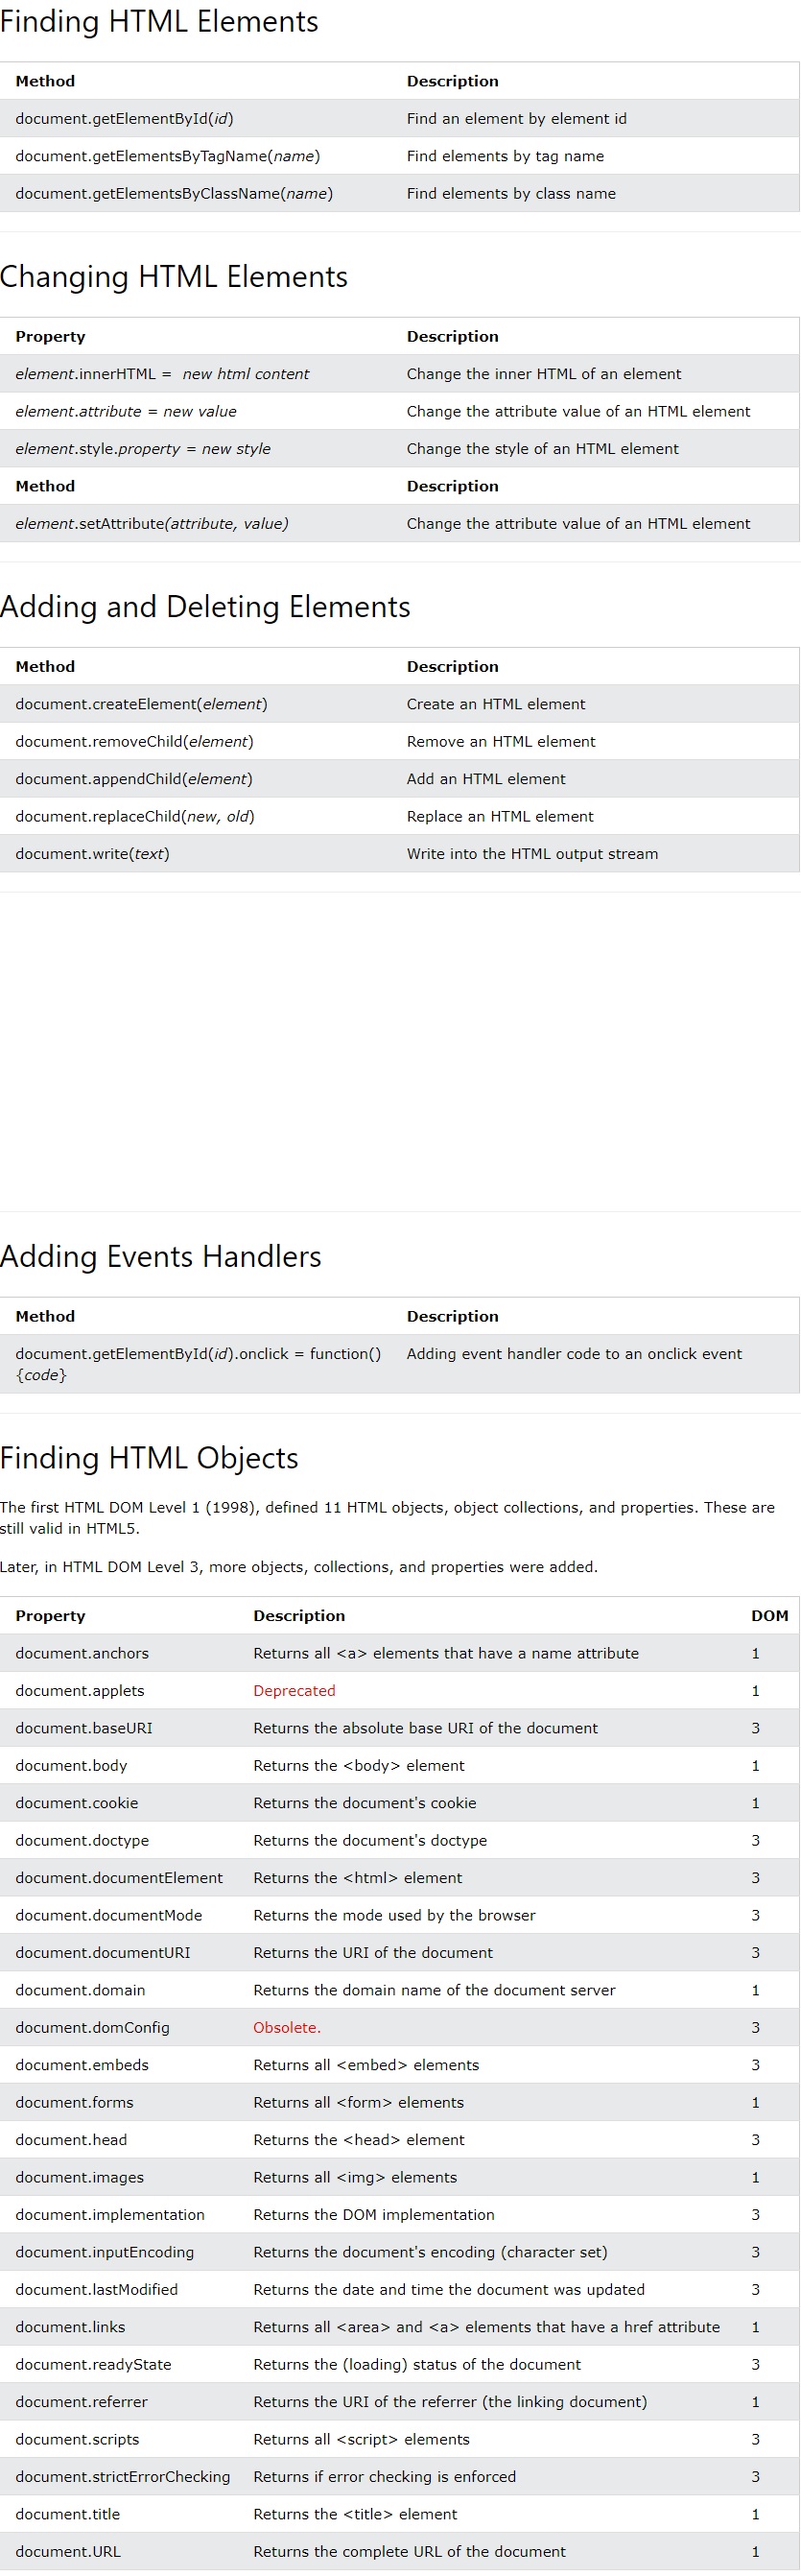 Finding HTML Elements
Method Description
document.getElementById(id) Find an element by element id
document.getElementsByTagName(name) Find elements by tag name
document.getElementsByClassName(name) Find elements by class name
Changing HTML Elements
Property Description
element.innerHTML =  new html content Change the inner HTML of an element
element.attribute = new value Change the attribute value of an HTML element
element.style.property = new style Change the style of an HTML element
Method Description
element.setAttribute(attribute, value) Change the attribute value of an HTML element
Adding and Deleting Elements
Method Description
document.createElement(element) Create an HTML element
document.removeChild(element) Remove an HTML element
document.appendChild(element) Add an HTML element
document.replaceChild(new, old) Replace an HTML element
document.write(text) Write into the HTML output stream
Adding Events Handlers
Method Description
document.getElementById(id).onclick = function() Adding event handler code to an onclick event
{code}
Finding HTML Objects
The first HTML DOM Level 1 (1998), defined 11 HTML objects, object collections, and properties. These are
still valid in HTML5.
Later, in HTML DOM Level 3, more objects, collections, and properties were added.
Property Description DOM
document.anchors Returns all <a> elements that have a name attribute 1
document.applets Deprecated 1
document.baseURI Returns the absolute base URI of the document 3
document.body Returns the <body> element 1
document.cookie Returns the document's cookie 1
document.doctype Returns the document's doctype 3
document.documentElement Returns the <html> element 3
document.documentMode Returns the mode used by the browser 3
document.documentURI Returns the URI of the document 3
document.domain Returns the domain name of the document server 1
document.domConfig Obsolete. 3
document.embeds Returns all <embed> elements 3
document.forms Returns all <form> elements 1
document.head Returns the <head> element 3
document.images Returns all <img> elements 1
document.implementation Returns the DOM implementation 3
document.inputEncoding Returns the document's encoding (character set) 3
document.lastModified Returns the date and time the document was updated 3
document.links Returns all <area> and <a> elements that have a href attribute 1
document.readyState Returns the (loading) status of the document 3
document.referrer Returns the URI of the referrer (the linking document) 1
document.scripts Returns all <script> elements 3
document.strictErrorChecking Returns if error checking is enforced 3
document.title Returns the <title> element 1
document.URL Returns the complete URL of the document 1